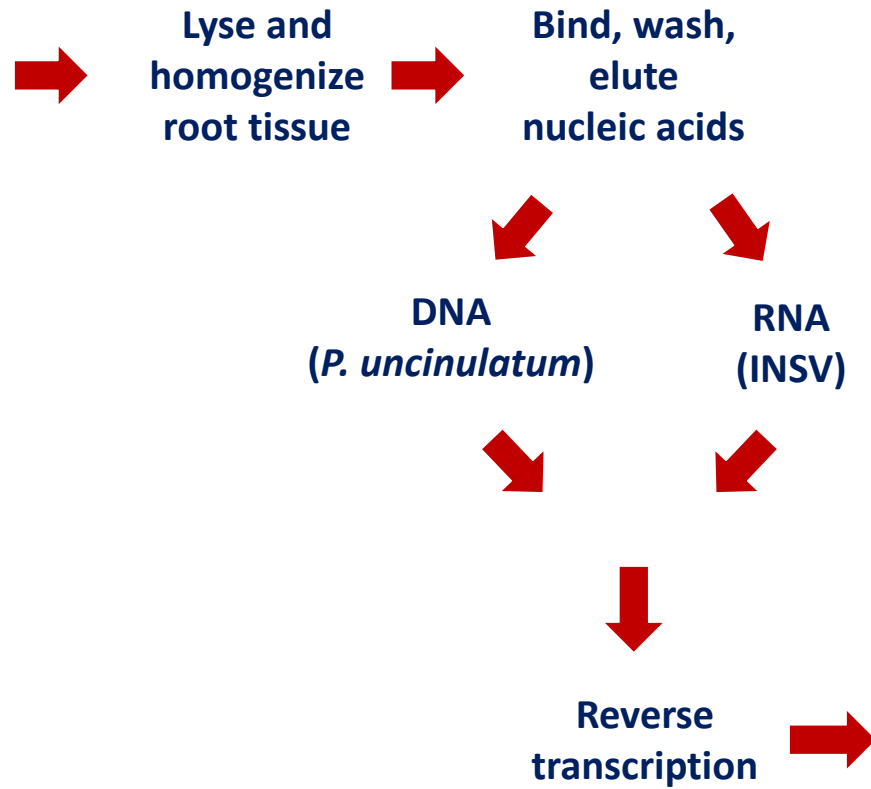 Lyse and
homogenize
root tissue
Bind, wash,
elute
nucleic acids
DNA
(P. uncinulatum)
RNA
(INSV)
Reverse
transcription